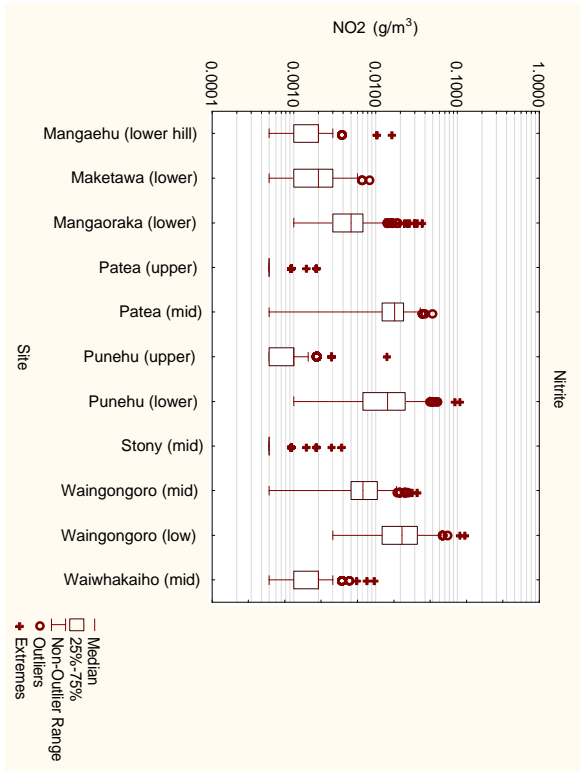 NO2 (g/m³)
0.0001
0.0010
0.0100
0.1000
1.0000
Mangaehu (lower hill)
Maketawa (lower)
Mangaoraka (lower)
Patea (upper)
Patea (mid)
Punehu (upper)
Punehu (lower)
Stony (mid)
Waingongoro (mid)
Waingongoro (low)
Waiwhakaiho (mid)
Site
Nitrite
Median
25%-75%
Non-Outlier Range
Outliers
Extremes